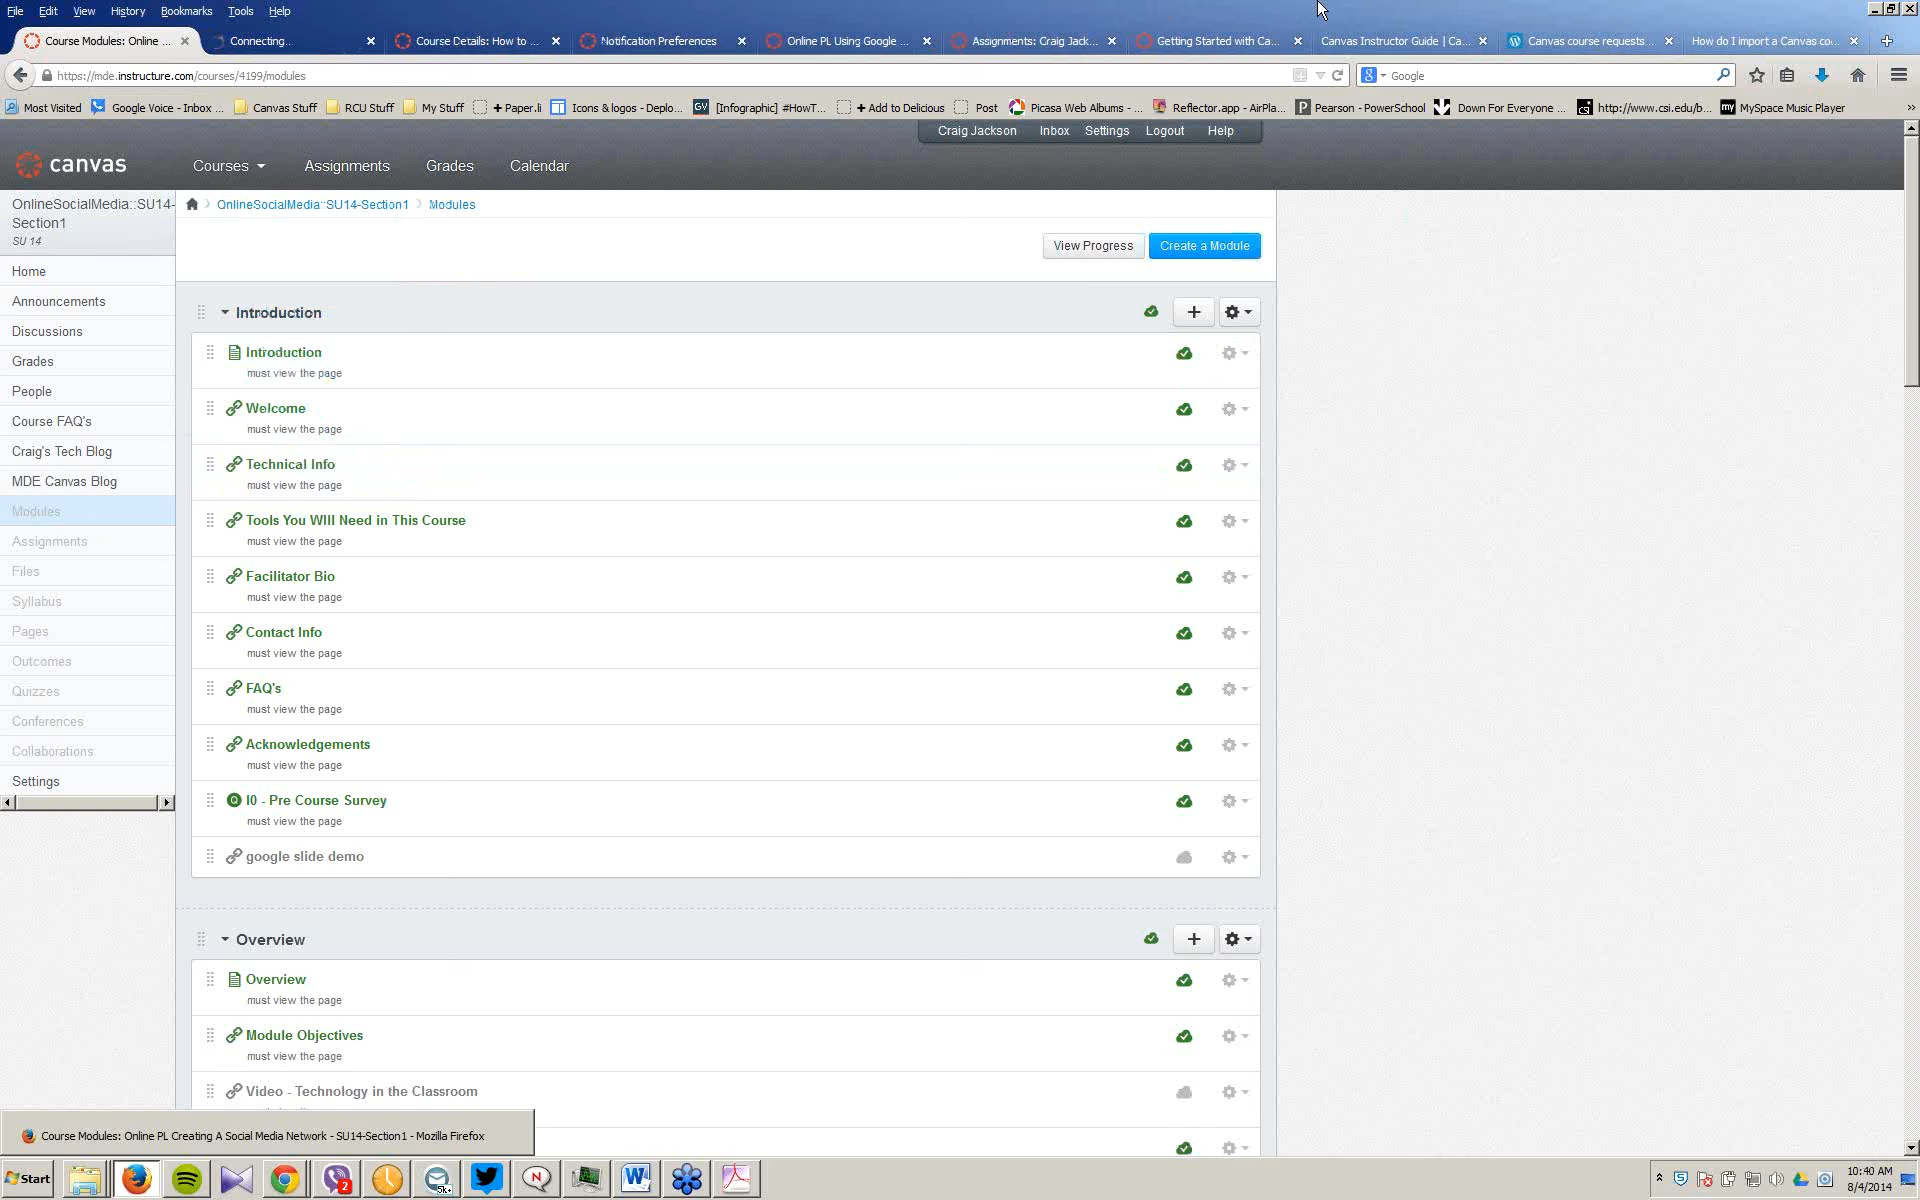 File Edit View History Bookmarks Tools Help
Course Modules: Online ... Connecting... Course Details: How to ... Notification Preferences Online PL Using Google ... Assignments: Craig Jack... Getting Started with Ca... Canvas Instructor Guide | Ca... Canvas course requests... How do I import a Canvas co...
https://mde.instructure.com/courses/4199/modules Google
Most Visited Google Voice - Inbox ... Canvas Stuff RCU Stuff My Stuff + Paper.li Icons & logos - Deplo... GV [Infographic] #HowT... + Add to Delicious Post Picasa Web Albums - ... Reflector.app - AirPla... Pearson - PowerSchool Down For Everyone ... csi http://www.csi.edu/b... my MySpace Music Player
Craig Jackson Inbox Settings Logout Help
canvas Courses Assignments Grades Calendar
OnlineSocialMedia::SU14-
Section1
SU 14
OnlineSocialMedia::SU14-Section1 Modules
View Progress Create a Module
Home
Announcements
Discussions
Grades
People
Course FAQ's
Craig's Tech Blog
MDE Canvas Blog
Modules
Assignments
Files
Syllabus
Pages
Outcomes
Quizzes
Conferences
Collaborations
Settings
Introduction
Introduction
must view the page
Welcome
must view the page
Technical Info
must view the page
Tools You WIll Need in This Course
must view the page
Facilitator Bio
must view the page
Contact Info
must view the page
FAQ's
must view the page
Acknowledgements
must view the page
I0 - Pre Course Survey
must view the page
google slide demo
Overview
Overview
must view the page
Module Objectives
must view the page
Video - Technology in the Classroom
Course Modules: Online PL Creating A Social Media Network - SU14-Section1 - Mozilla Firefox
Start 2 5k+ N W 10:40 AM
8/4/2014